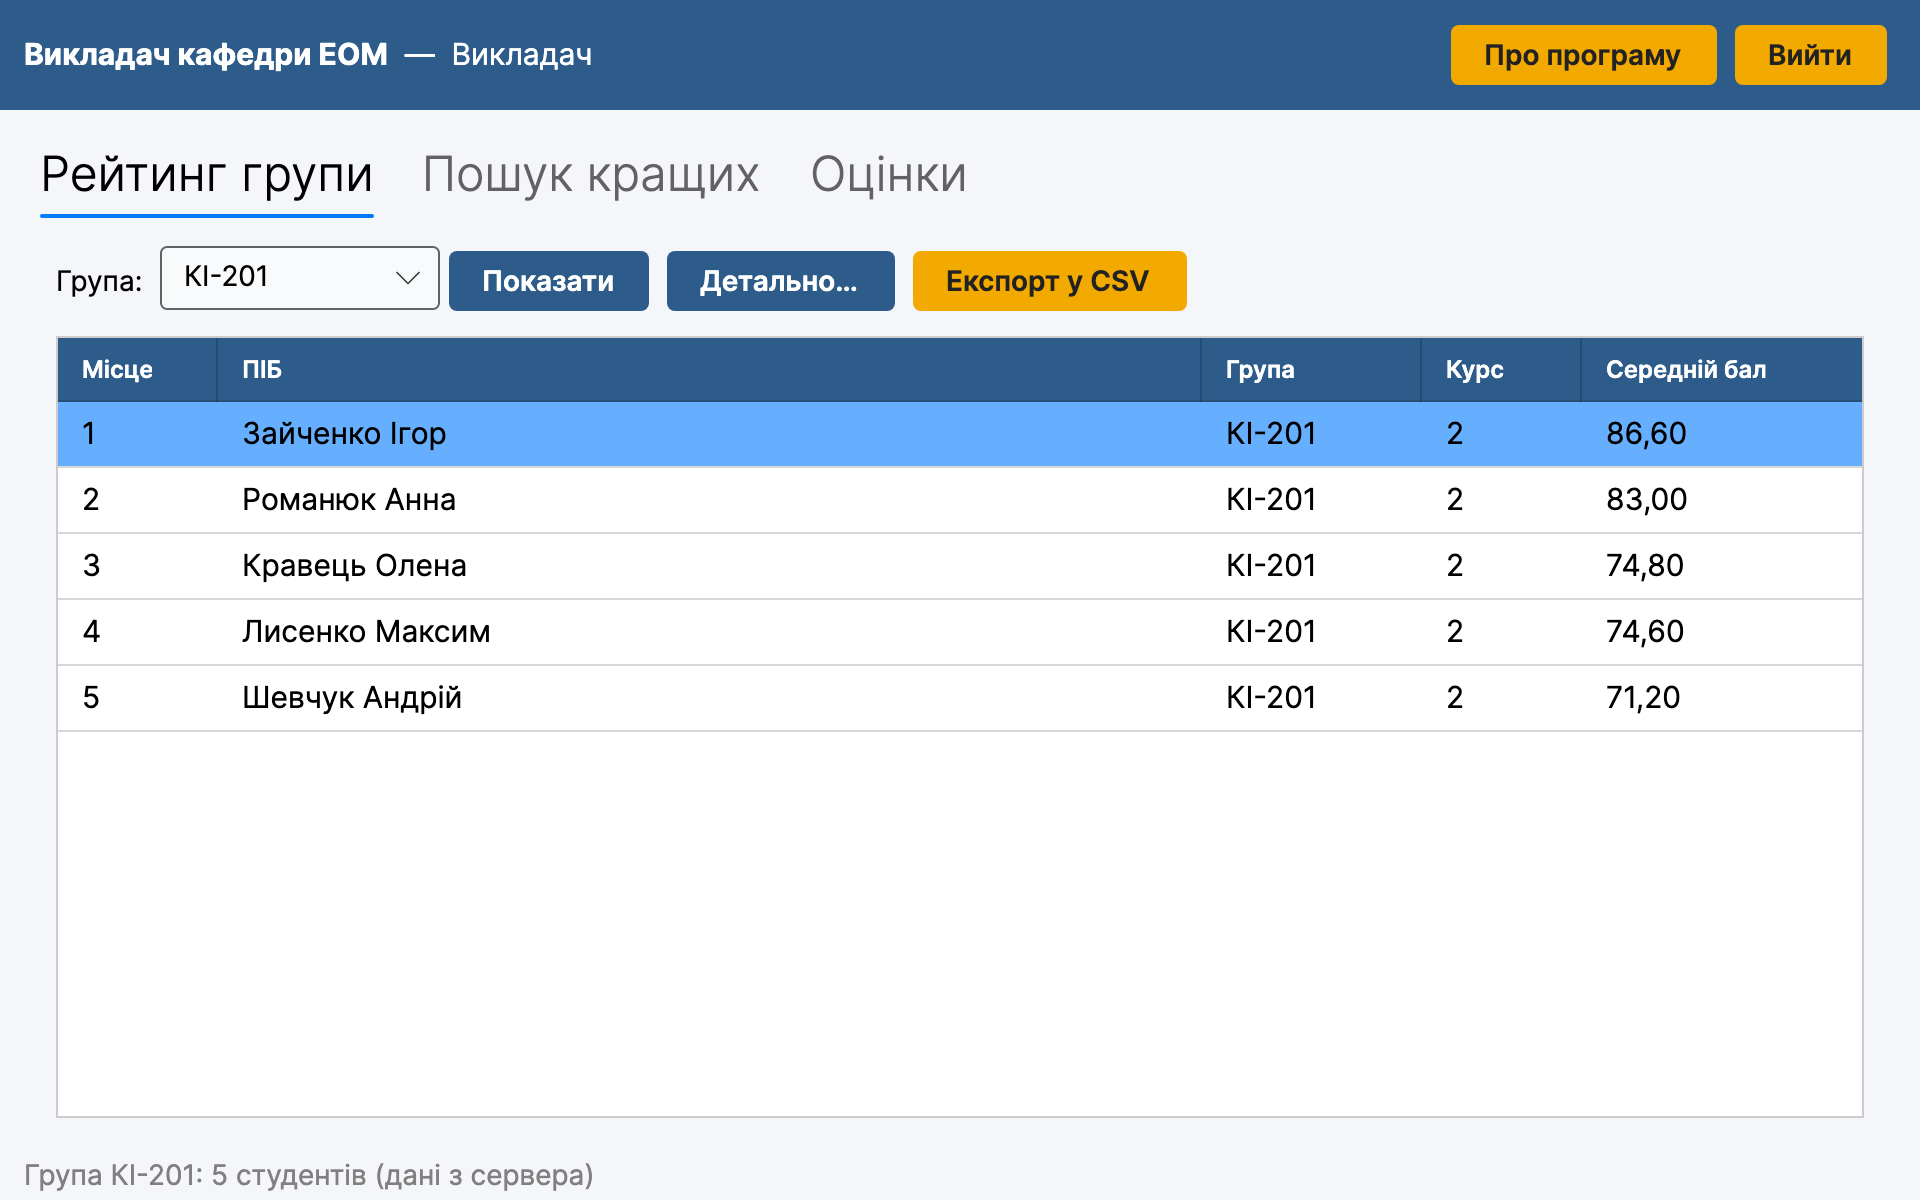 Викладач кафедри ЕОМ — Викладач Про програму Вийти
Рейтинг групи Пошук кращих Оцінки
Група: КІ-201 Показати Детально... Експорт у CSV
Місце ПІБ Група Курс Середній бал
1 Зайченко Ігор КІ-201 2 86,60
2 Романюк Анна КІ-201 2 83,00
3 Кравець Олена КІ-201 2 74,80
4 Лисенко Максим КІ-201 2 74,60
5 Шевчук Андрій КІ-201 2 71,20
Група КІ-201: 5 студентів (дані з сервера)